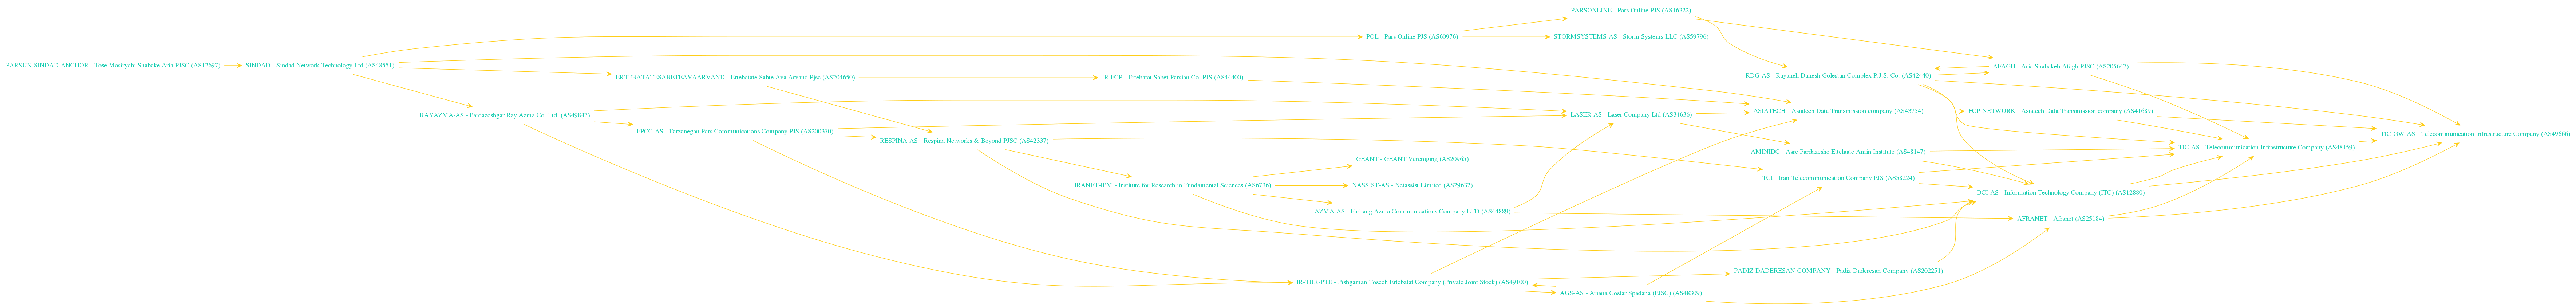 PARSONLINE - Pars Online PJS (AS16322)
POL - Pars Online PJS (AS60976)
STORMSYSTEMS-AS - Storm Systems LLC (AS59796)
PARSUN-SINDAD-ANCHOR - Tose Masiryabi Shabake Aria PJSC (AS12997)
SINDAD - Sindad Network Technology Ltd (AS48551)
AFAGH - Aria Shabakeh Afagh PJSC (AS205647)
ERTEBATATESABETEAVAARVAND - Ertebatate Sabte Ava Arvand Pjsc (AS204650)
IR-FCP - Ertebatat Sabet Parsian Co. PJS (AS44400)
RDG-AS - Rayaneh Danesh Golestan Complex P.J.S. Co. (AS42440)
RAYAZMA-AS - Pardazeshgar Ray Azma Co. Ltd. (AS49847)
LASER-AS - Laser Company Ltd (AS34636)
ASIATECH - Asiatech Data Transmission company (AS43754)
FCP-NETWORK - Asiatech Data Transmission company (AS41689)
FPCC-AS - Farzanegan Pars Communications Company PJS (AS200370)
RESPINA-AS - Respina Networks & Beyond PJSC (AS42337)
TIC-GW-AS - Telecommunication Infrastructure Company (AS49666)
TIC-AS - Telecommunication Infrastructure Company (AS48159)
GEANT - GEANT Vereniging (AS20965)
AMINIDC - Asre Pardazeshe Ettelaate Amin Institute (AS48147)
IRANET-IPM - Institute for Research in Fundamental Sciences (AS6736)
NASSIST-AS - Netassist Limited (AS29632)
TCI - Iran Telecommunication Company PJS (AS58224)
DCI-AS - Information Technology Company (ITC) (AS12880)
AZMA-AS - Farhang Azma Communications Company LTD (AS44889)
AFRANET - Afranet (AS25184)
PADIZ-DADERESAN-COMPANY - Padiz-Daderesan-Company (AS202251)
IR-THR-PTE - Pishgaman Toseeh Ertebatat Company (Private Joint Stock) (AS49100)
AGS-AS - Ariana Gostar Spadana (PJSC) (AS48309)